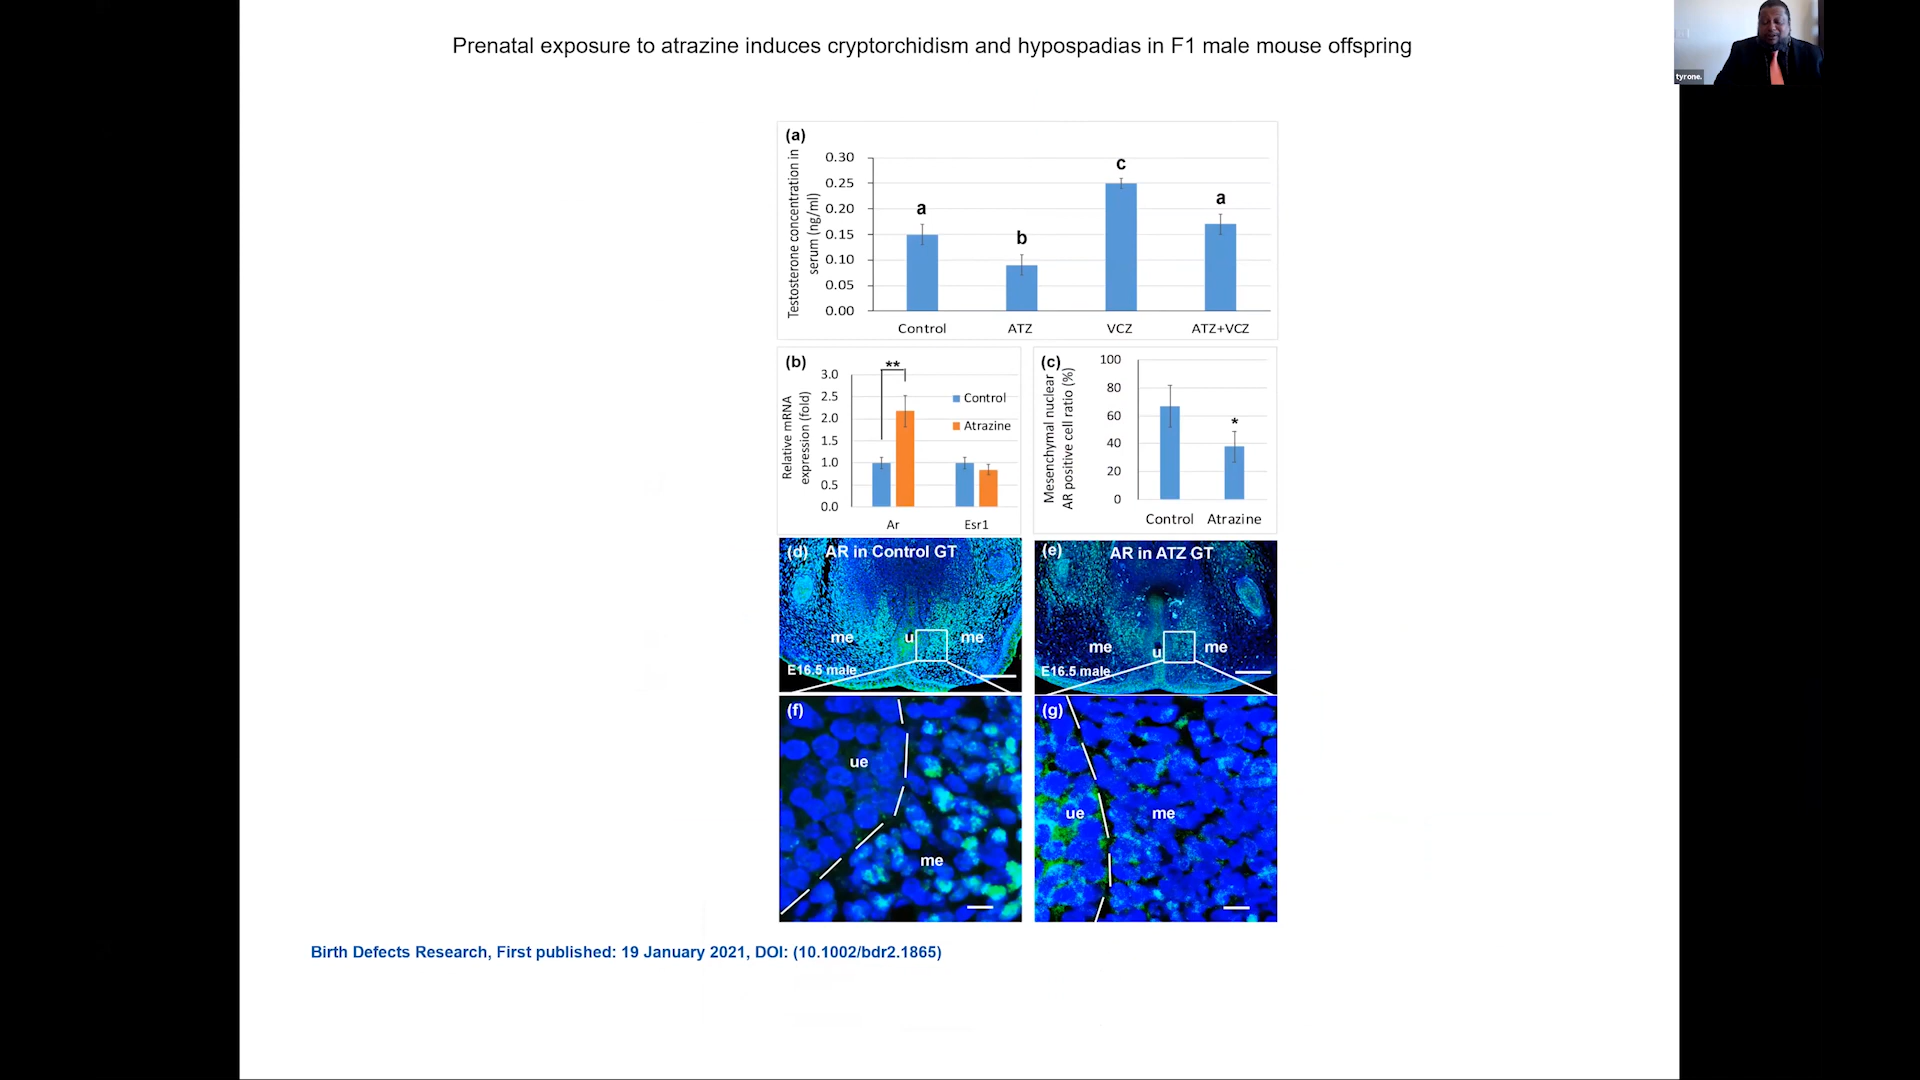 Prenatal exposure to atrazine induces cryptorchidism and hypospadias in F1 male mouse offspring
tyrone.
(a)
Testosterone concentration in
serum (ng/ml)
0.30
0.25
0.20
0.15
0.10
0.05
0.00
a
b
c
a
Control
ATZ
VCZ
ATZ+VCZ
(b)
Relative mRNA
expression (fold)
3.0
2.5
2.0
1.5
1.0
0.5
0.0
**
Control
Atrazine
Ar
Esr1
(c)
Mesenchymal nuclear
AR positive cell ratio (%)
100
80
60
40
20
0
*
Control
Atrazine
(d) AR in Control GT
me
u
me
E16.5 male
(e) AR in ATZ GT
me
u
me
E16.5 male
(f)
ue
me
(g)
ue
me
Birth Defects Research, First published: 19 January 2021, DOI: (10.1002/bdr2.1865)